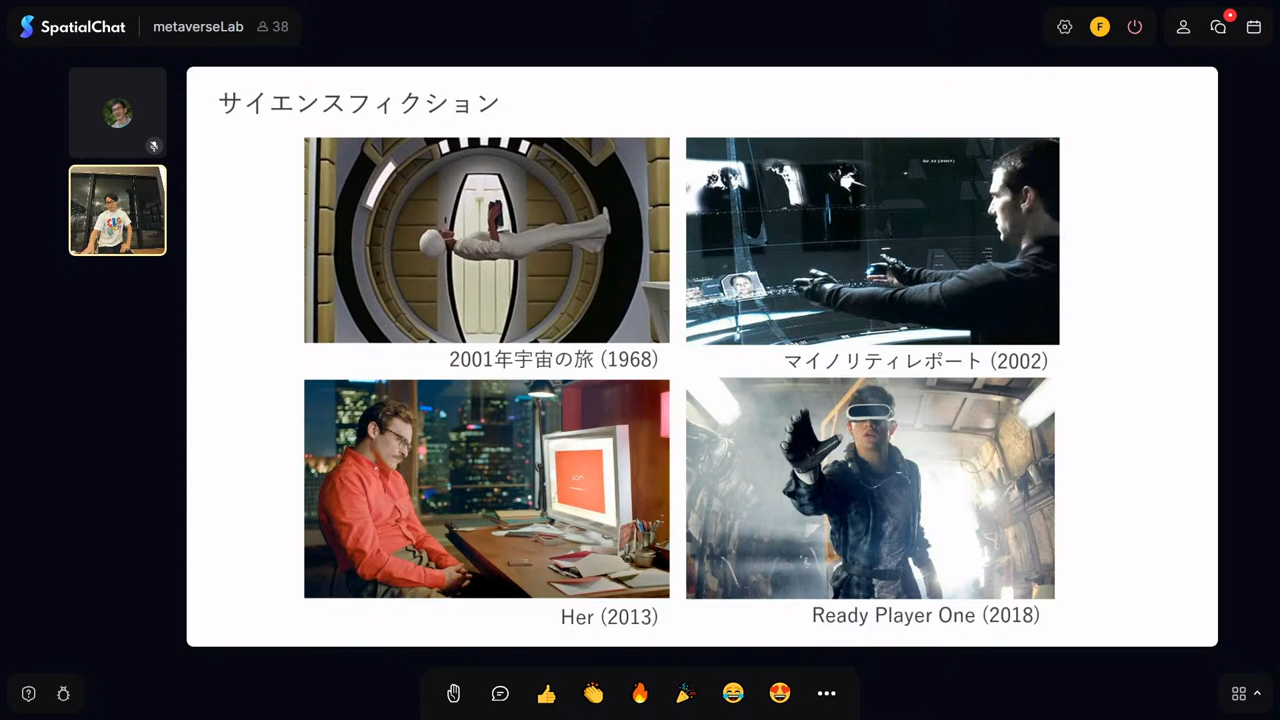 SpatialChat
metaverseLab
38
F
サイエンスフィクション
2001年宇宙の旅 (1968)
マイノリティレポート (2002)
Her (2013)
Ready Player One (2018)